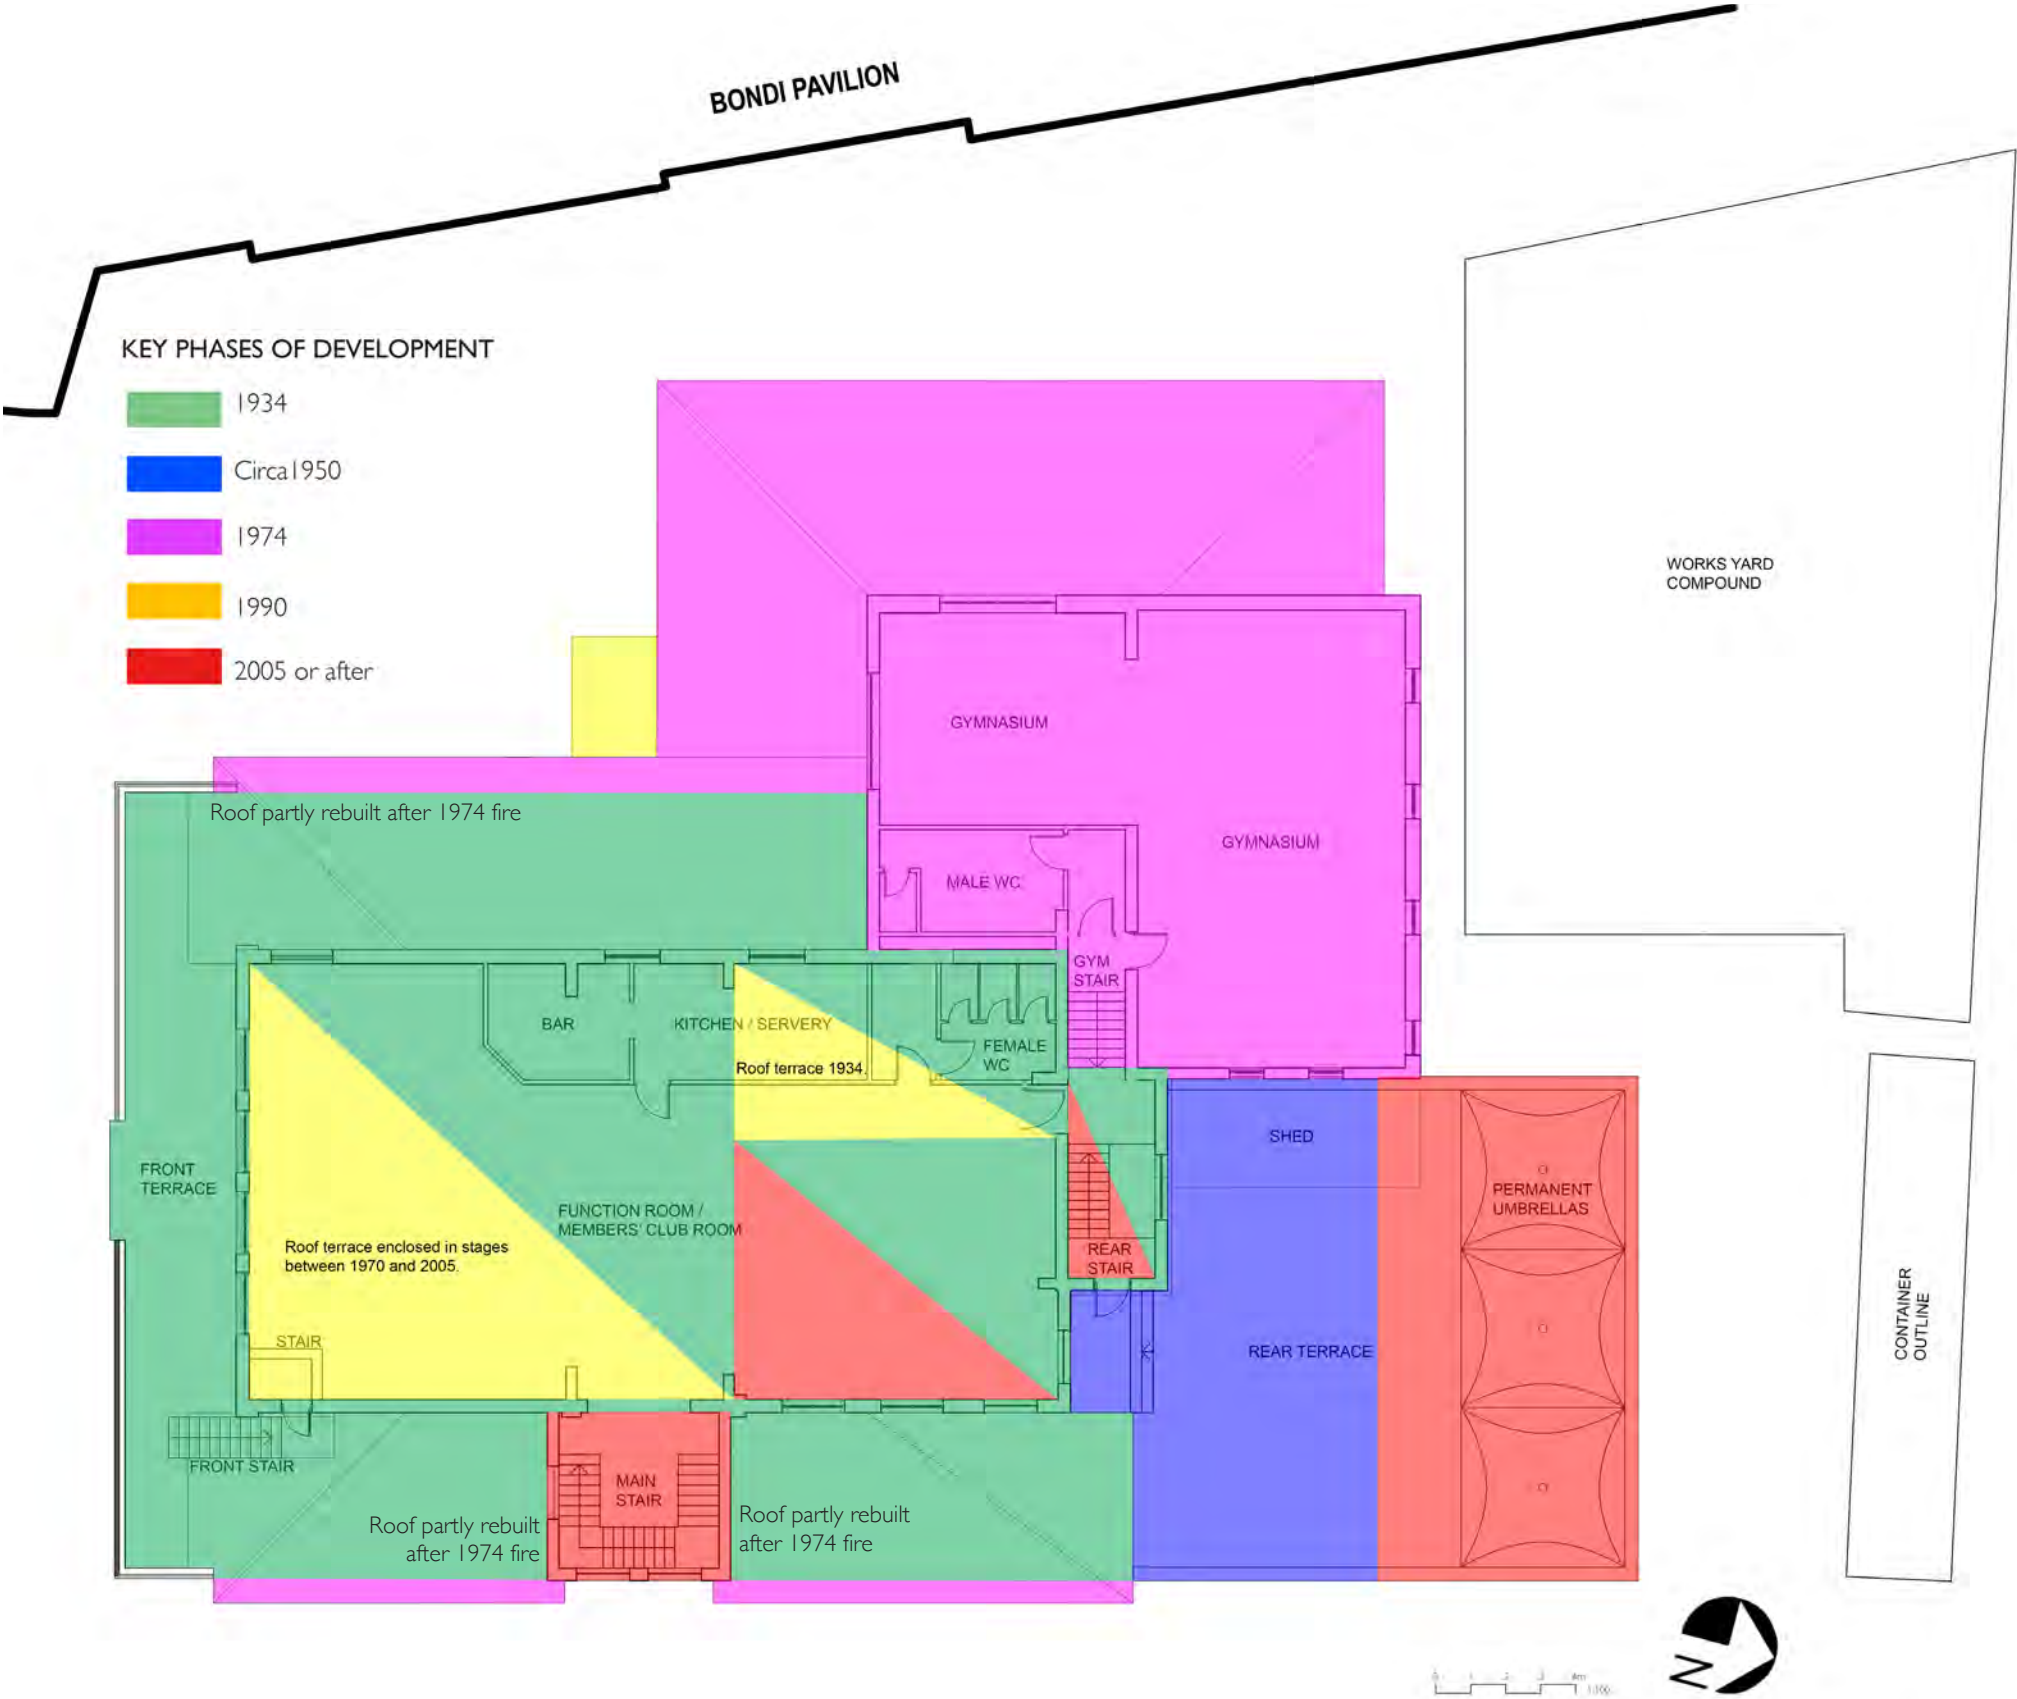 BONDI PAVILION
KEY PHASES OF DEVELOPMENT
1934
Circa1950
1974
1990
2005 or after
WORKS YARD
COMPOUND
GYMNASIUM
Roof partly rebuilt after 1974 fire
GYMNASIUM
MALE WC
GYM
STAIR
BAR
KITCHEN / SERVERY
FEMALE
WC
Roof terrace 1934.
SHED
FRONT
TERRACE
PERMANENT
UMBRELLAS
FUNCTION ROOM /
MEMBERS' CLUB ROOM
Roof terrace enclosed in stages
between 1970 and 2005.
REAR
STAIR
CONTAINER
OUTLINE
STAIR
REAR TERRACE
FRONT STAIR
MAIN
STAIR
Roof partly rebuilt
after 1974 fire
Roof partly rebuilt
after 1974 fire
N